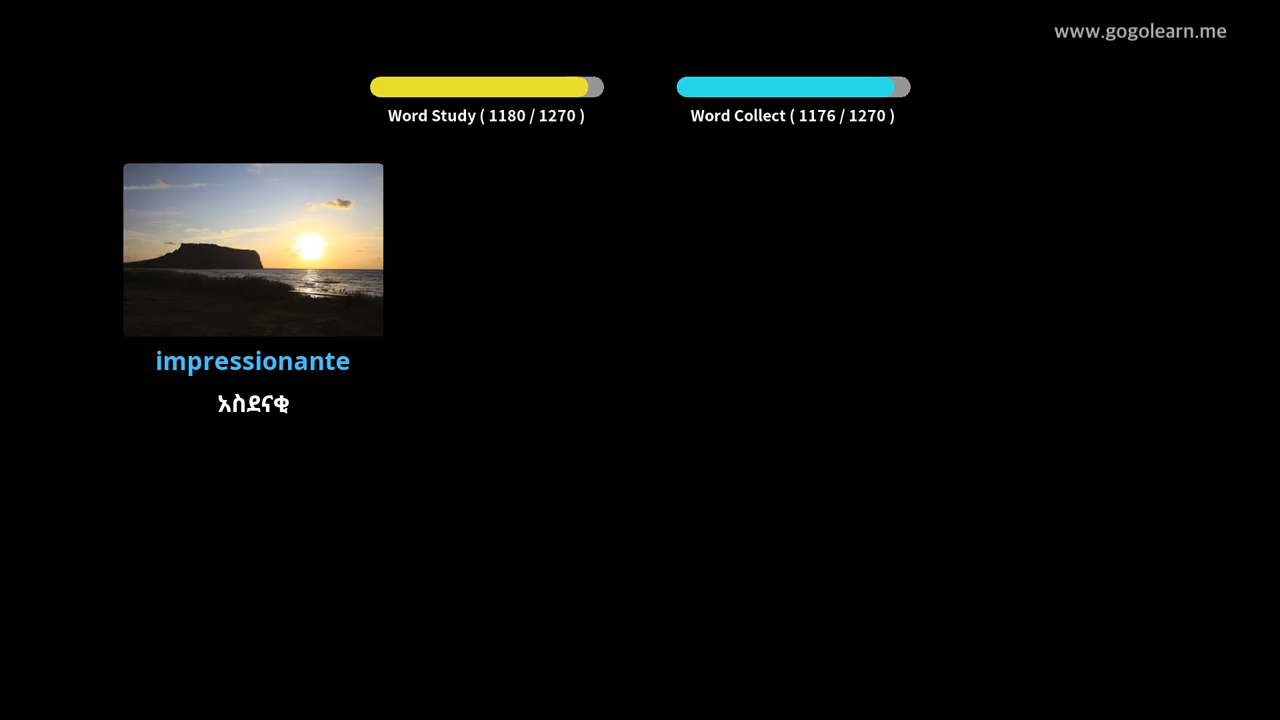 www.gogolearn.me
Word Study ( 1180 / 1270 )
Word Collect ( 1176 / 1270 )
impressionante
አስደናቂ